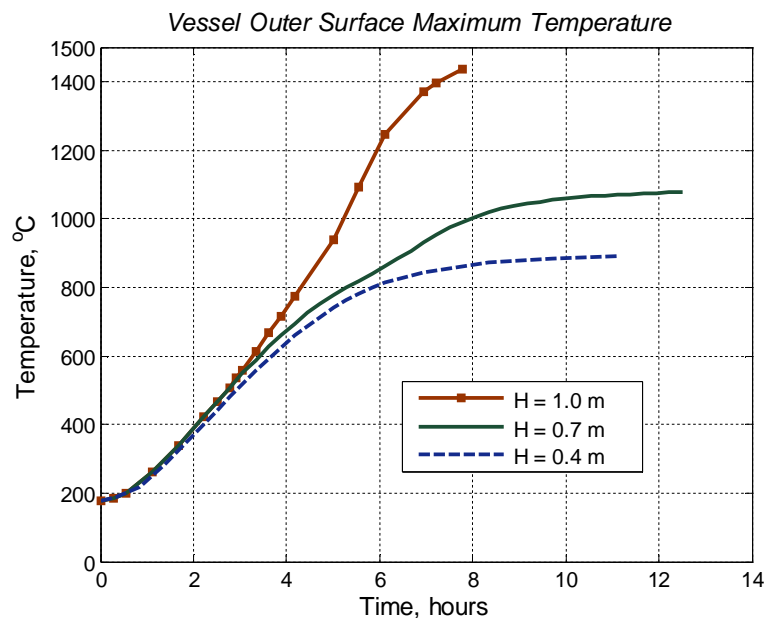 Vessel Outer Surface Maximum Temperature
1500
1400
1200
1000
800
600
400
200
0
Temperature, °C
H = 1.0 m
H = 0.7 m
H = 0.4 m
0 2 4 6 8 10 12 14
Time, hours